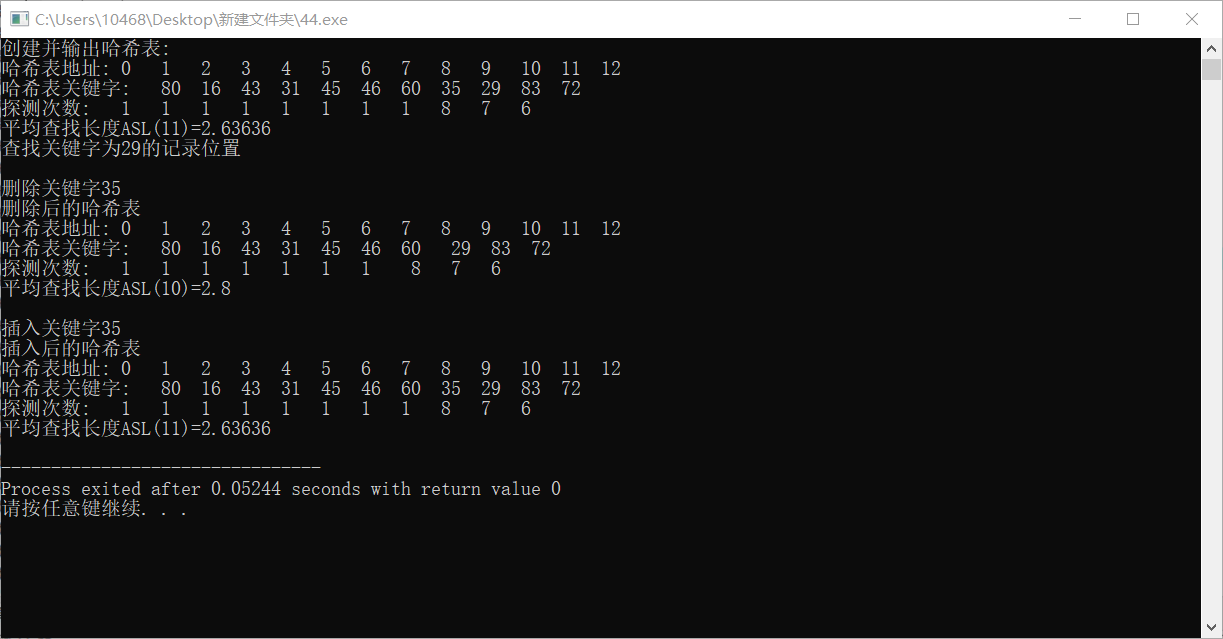 C:\Users\10468\Desktop\新建文件夹\44.exe
创建并输出哈希表:
哈希表地址: 0   1   2   3   4   5   6   7   8   9   10  11  12
哈希表关键字:   80  16  43  31  45  46  60  35  29  83  72
探测次数:   1   1   1   1   1   1   1   1   8   7   6
平均查找长度ASL(11)=2.63636
查找关键字为29的记录位置
删除关键字35
删除后的哈希表
哈希表地址: 0   1   2   3   4   5   6   7   8   9   10  11  12
哈希表关键字:   80  16  43  31  45  46  60   29  83  72
探测次数:   1   1   1   1   1   1   1    8   7   6
平均查找长度ASL(10)=2.8
插入关键字35
插入后的哈希表
哈希表地址: 0   1   2   3   4   5   6   7   8   9   10  11  12
哈希表关键字:   80  16  43  31  45  46  60  35  29  83  72
探测次数:   1   1   1   1   1   1   1   1   8   7   6
平均查找长度ASL(11)=2.63636
--------------------------------
Process exited after 0.05244 seconds with return value 0
请按任意键继续. . .